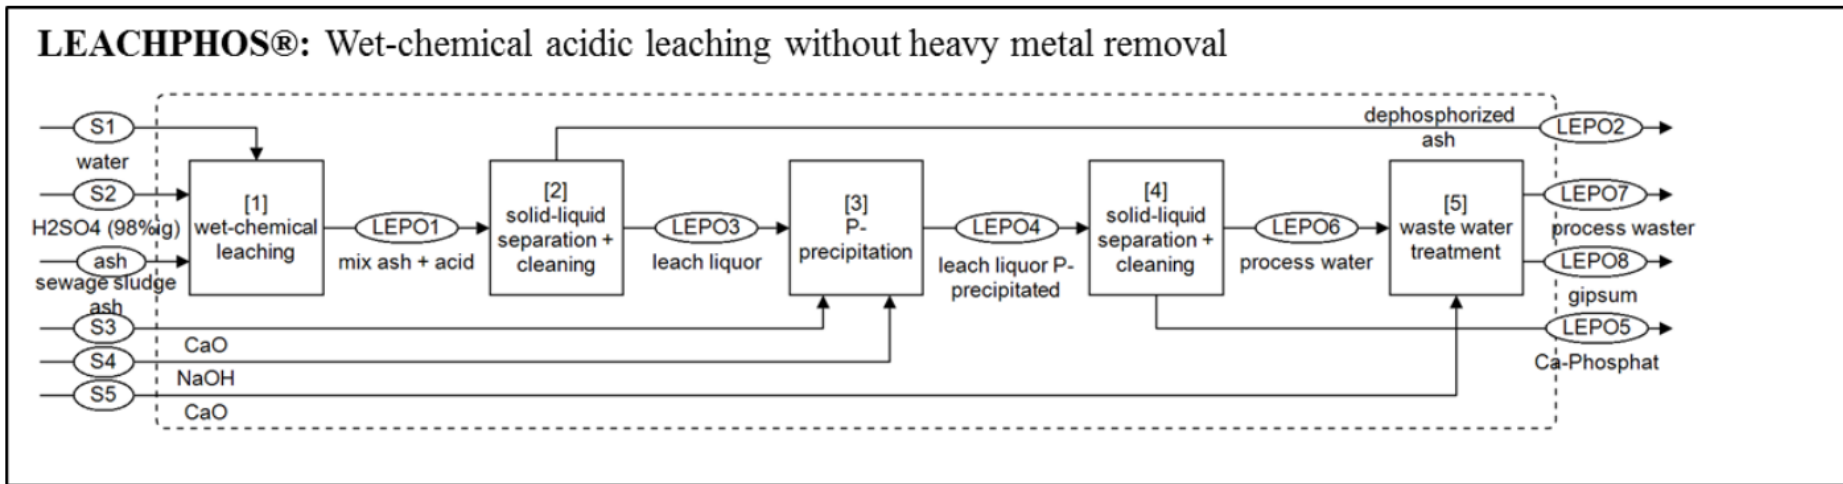 LEACHPHOS®: Wet-chemical acidic leaching without heavy metal removal
S1
water
S2
H2SO4 (98%ig)
ash
sewage sludge
ash
S3
CaO
S4
NaOH
S5
CaO
[1]
wet-chemical
leaching
LEPO1
mix ash + acid
[2]
solid-liquid
separation +
cleaning
LEPO3
leach liquor
[3]
P-
precipitation
LEPO4
leach liquor P-
precipitated
[4]
solid-liquid
separation +
cleaning
LEPO6
process water
[5]
waste water
treatment
dephosphorized
ash
LEPO2
LEPO7
process waster
LEPO8
gipsum
LEPO5
Ca-Phosphat